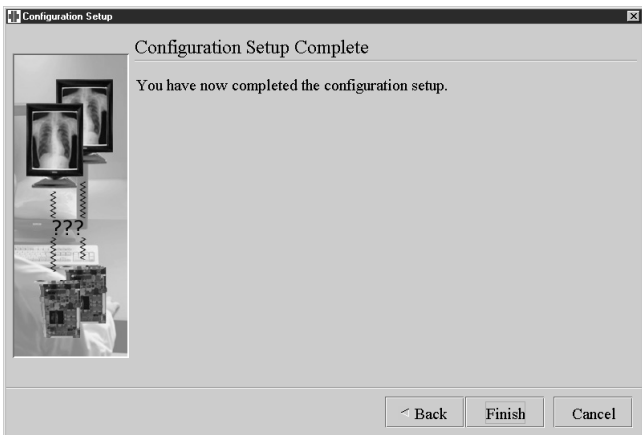 Configuration Setup
Configuration Setup Complete
You have now completed the configuration setup.
???
< Back
Finish
Cancel